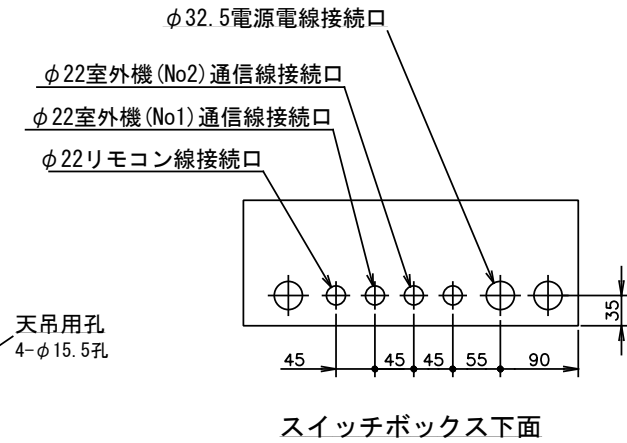 φ32.5電源電線接続口
φ22室外機(No2)通信線接続口
φ22室外機(No1)通信線接続口
φ22リモコン線接続口
天吊用孔
4-φ15.5孔
35
45 45 45 55 90
スイッチボックス下面